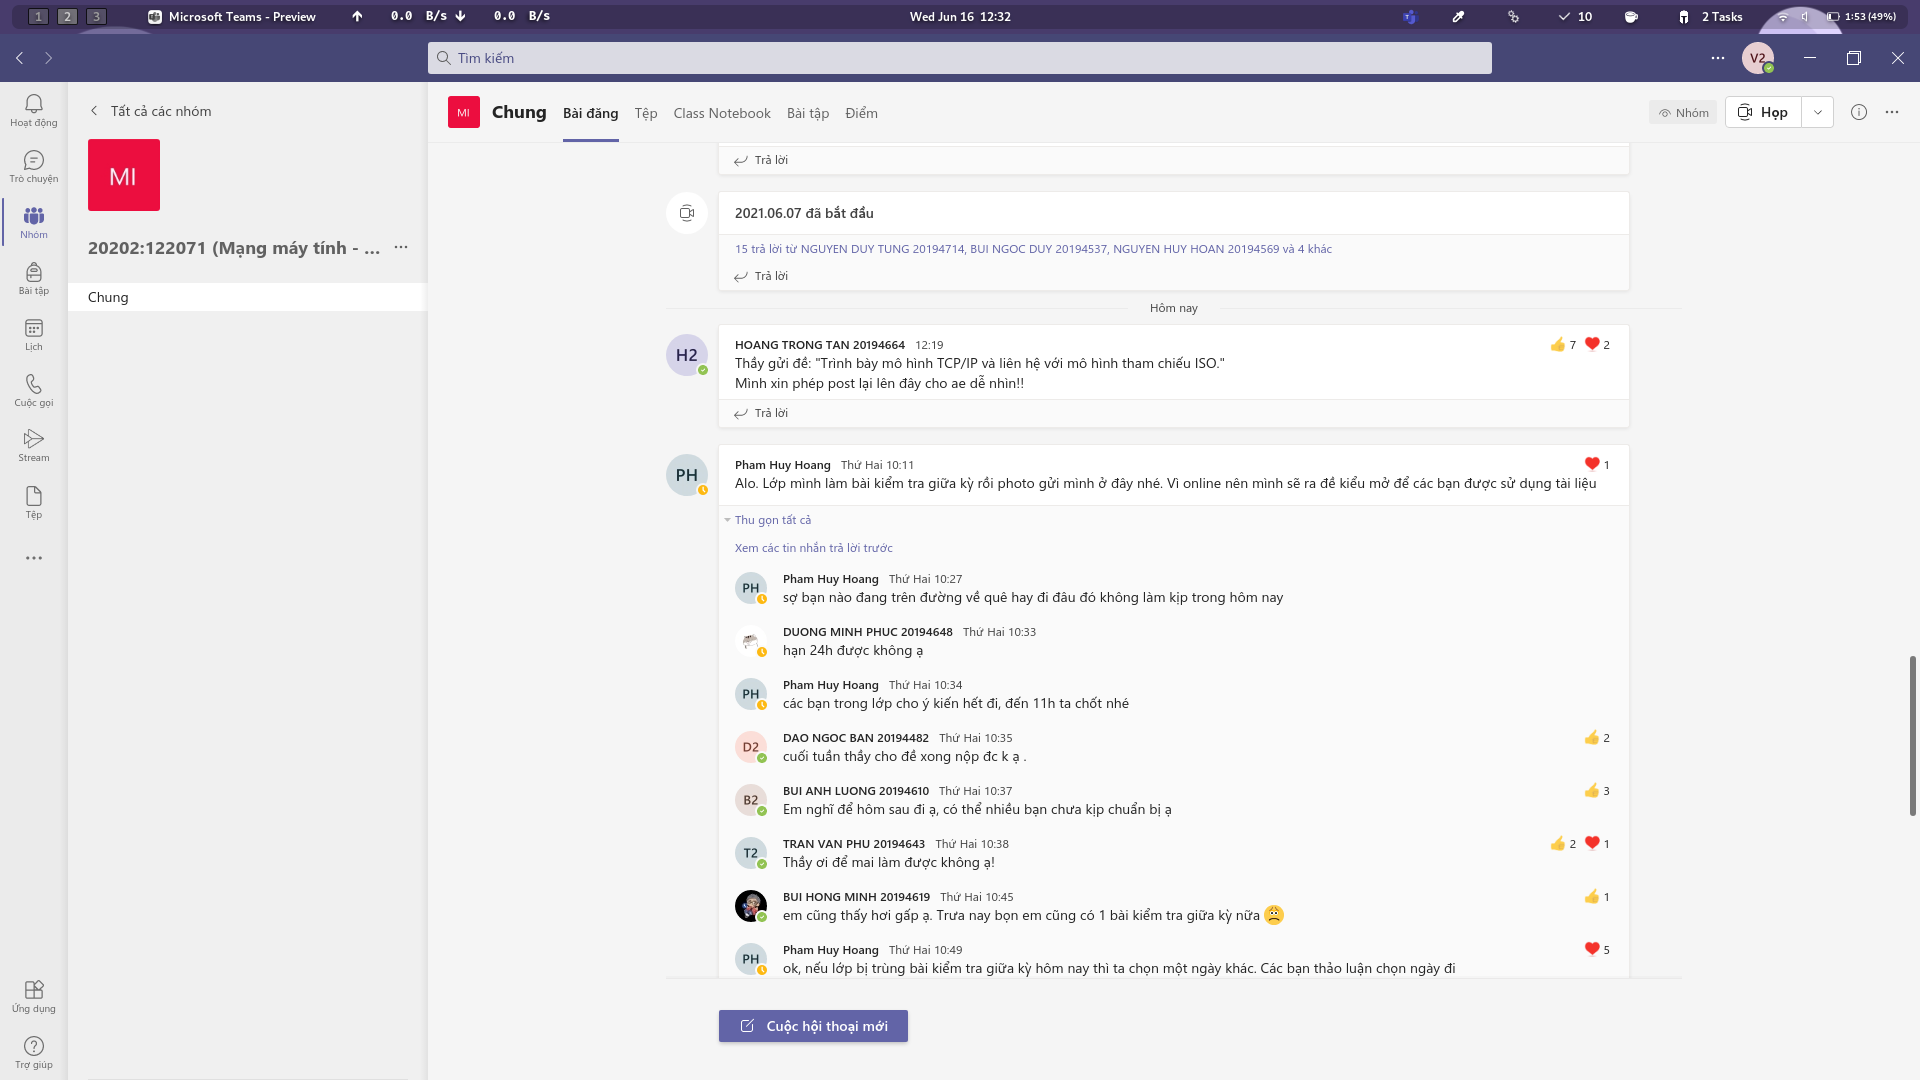 1 2 3 Microsoft Teams - Preview 0.0 B/s 0.0 B/s Wed Jun 16 12:32 10 2 Tasks 1:53 (49%)
Tìm kiếm V2
Hoạt động
Trò chuyện
Nhóm
Bài tập
Lịch
Cuộc gọi
Stream
Tệp
Ứng dụng
Trợ giúp
Tất cả các nhóm
MI
20202:122071 (Mạng máy tính - ...
Chung
MI Chung Bài đăng Tệp Class Notebook Bài tập Điểm Nhóm Họp
Trả lời
2021.06.07 đã bắt đầu
15 trả lời từ NGUYEN DUY TUNG 20194714, BUI NGOC DUY 20194537, NGUYEN HUY HOAN 20194569 và 4 khác
Trả lời
Hôm nay
H2 HOANG TRONG TAN 20194664 12:19 7 2
Thầy gửi đề: "Trình bày mô hình TCP/IP và liên hệ với mô hình tham chiếu ISO."
Mình xin phép post lại lên đây cho ae dễ nhìn!!
Trả lời
PH Pham Huy Hoang Thứ Hai 10:11 1
Alo. Lớp mình làm bài kiểm tra giữa kỳ rồi photo gửi mình ở đây nhé. Vì online nên mình sẽ ra đề kiểu mở để các bạn được sử dụng tài liệu
Thu gọn tất cả
Xem các tin nhắn trả lời trước
PH Pham Huy Hoang Thứ Hai 10:27
sợ bạn nào đang trên đường về quê hay đi đâu đó không làm kịp trong hôm nay
DUONG MINH PHUC 20194648 Thứ Hai 10:33
hạn 24h được không ạ
PH Pham Huy Hoang Thứ Hai 10:34
các bạn trong lớp cho ý kiến hết đi, đến 11h ta chốt nhé
D2 DAO NGOC BAN 20194482 Thứ Hai 10:35 2
cuối tuần thầy cho đề xong nộp đc k ạ .
B2 BUI ANH LUONG 20194610 Thứ Hai 10:37 3
Em nghĩ để hôm sau đi ạ, có thể nhiều bạn chưa kịp chuẩn bị ạ
T2 TRAN VAN PHU 20194643 Thứ Hai 10:38 2 1
Thầy ơi để mai làm được không ạ!
BUI HONG MINH 20194619 Thứ Hai 10:45 1
em cũng thấy hơi gấp ạ. Trưa nay bọn em cũng có 1 bài kiểm tra giữa kỳ nữa
PH Pham Huy Hoang Thứ Hai 10:49 5
ok, nếu lớp bị trùng bài kiểm tra giữa kỳ hôm nay thì ta chọn một ngày khác. Các bạn thảo luận chọn ngày đi
Cuộc hội thoại mới